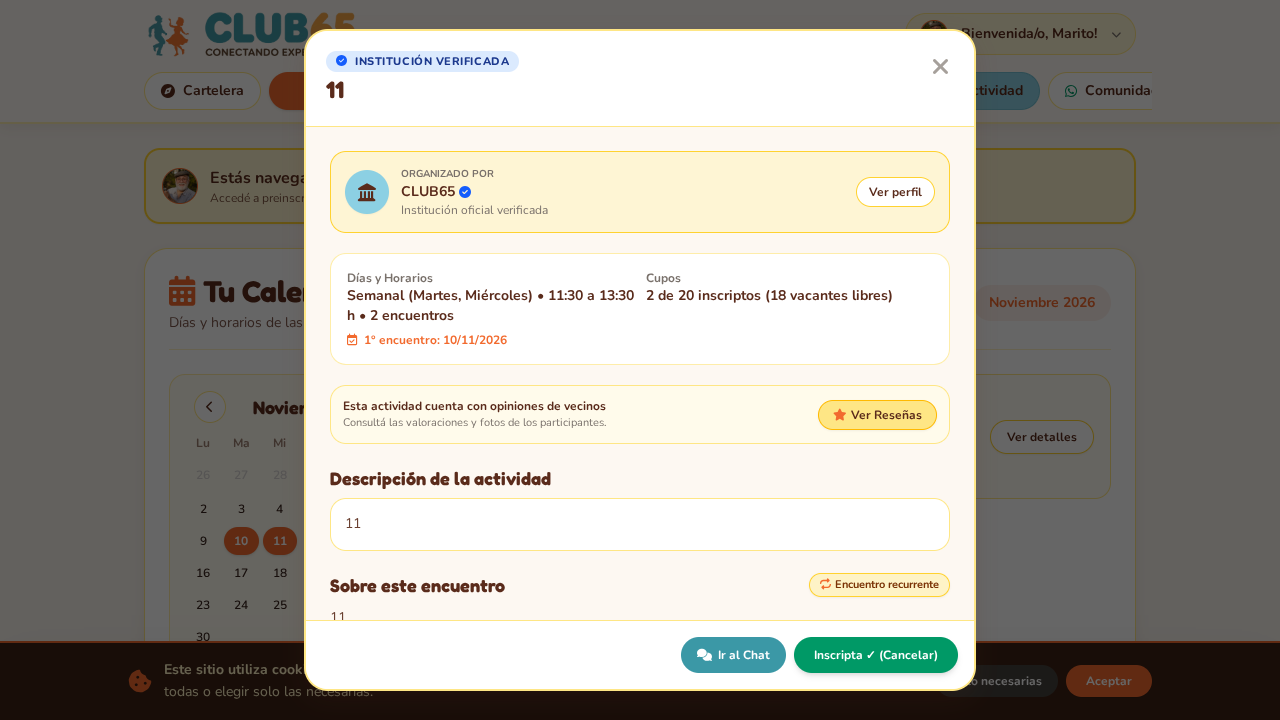 CLUB65
CONECTANDO EXP
Bienvenida/o, Marito!
Cartelera
ctividad
Comunida
Estás navega
Accedé a preinscr
Tu Cale
Días y horarios de las
Noviembre 2026
Noviem
Lu Ma Mi
26 27 28
2 3 4
9 10 11
16 17 18
23 24 25
30
Ver detalles
INSTITUCIÓN VERIFICADA
11
ORGANIZADO POR
CLUB65
Institución oficial verificada
Ver perfil
Días y Horarios
Semanal (Martes, Miércoles) • 11:30 a 13:30
h • 2 encuentros
1º encuentro: 10/11/2026
Cupos
2 de 20 inscriptos (18 vacantes libres)
Esta actividad cuenta con opiniones de vecinos
Consultá las valoraciones y fotos de los participantes.
Ver Reseñas
Descripción de la actividad
11
Sobre este encuentro
Encuentro recurrente
11
Ir al Chat
Inscripta ✓ (Cancelar)
Este sitio utiliza cook
todas o elegir solo las necesarias.
o necesarias
Aceptar